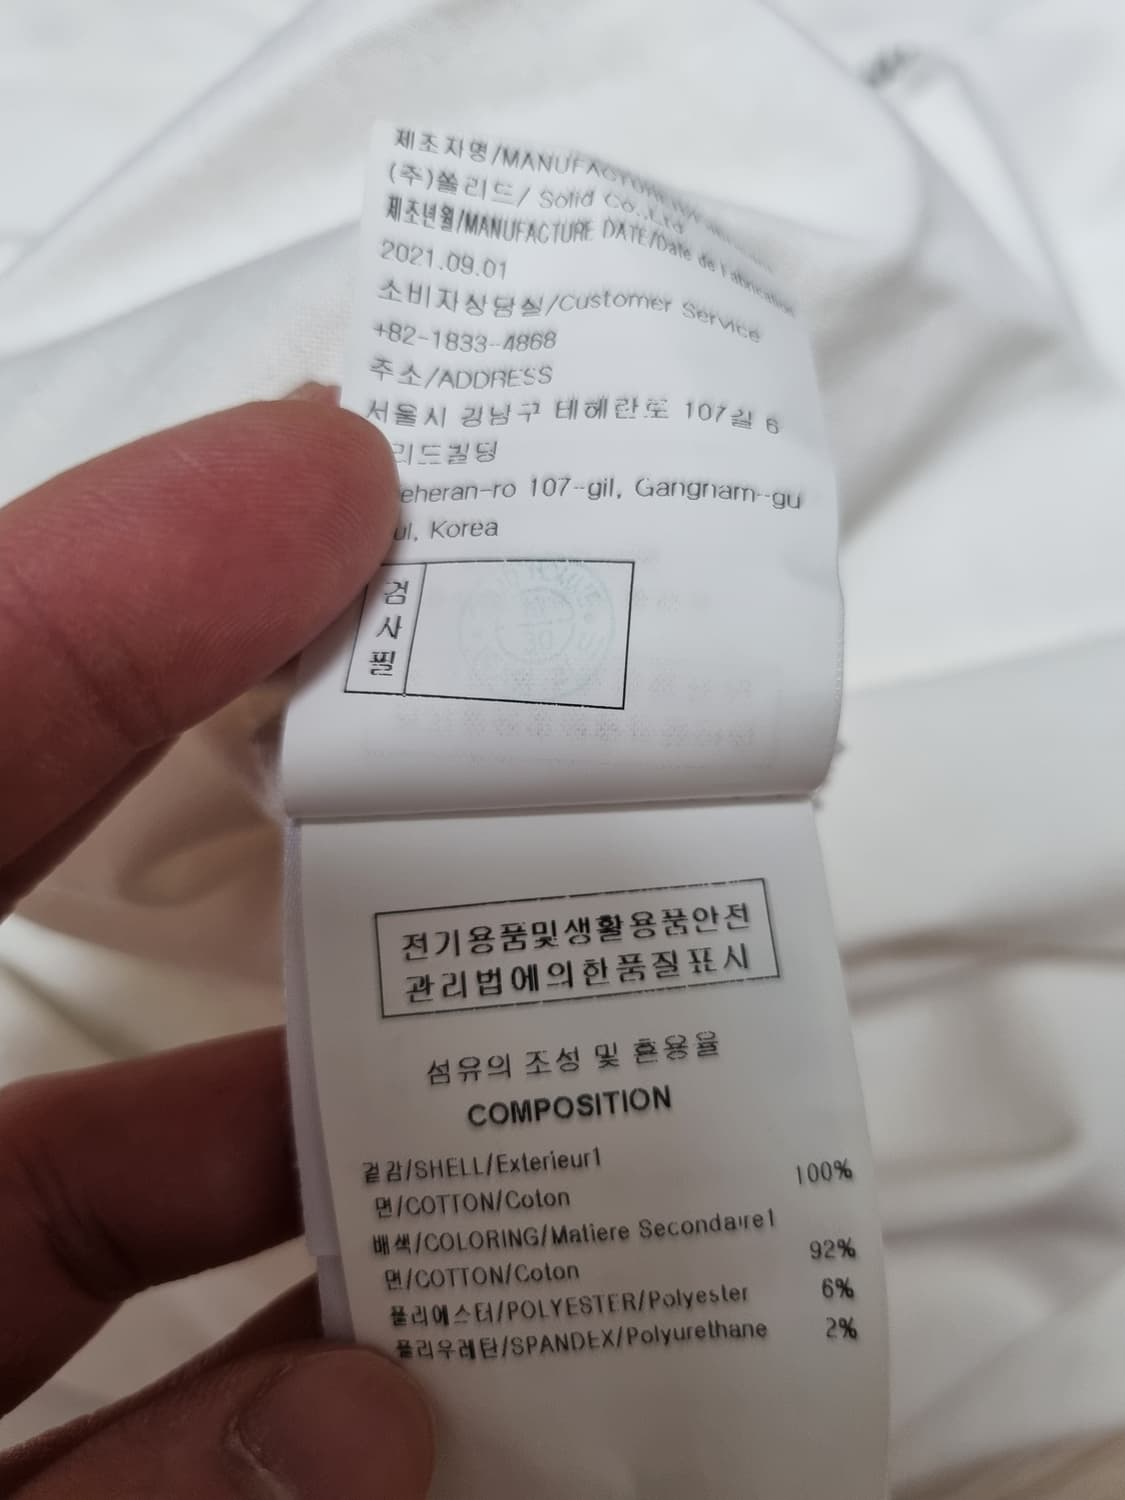 제조자명/MANUFACTURER
(주)쏠리드/ Solid Co.,Ltd
제조년월/MANUFACTURE DATE/Date de fabrication
2021.09.01
소비자상담실/Customer Service
+82-1833-4868
주소/ADDRESS
서울시 강남구 테헤란로 107길 6
리드빌딩
eheran-ro 107-gil, Gangnam-gu
ul, Korea
검
사
필
전기용품및생활용품안전
관리법에의한품질표시
섬유의 조성 및 혼용율
COMPOSITION
겉감/SHELL/Exterieur1
면/COTTON/Coton 100%
배색/COLORING/Matiere Secondaire1
면/COTTON/Coton 92%
폴리에스터/POLYESTER/Polyester 6%
폴리우레탄/SPANDEX/Polyurethane 2%